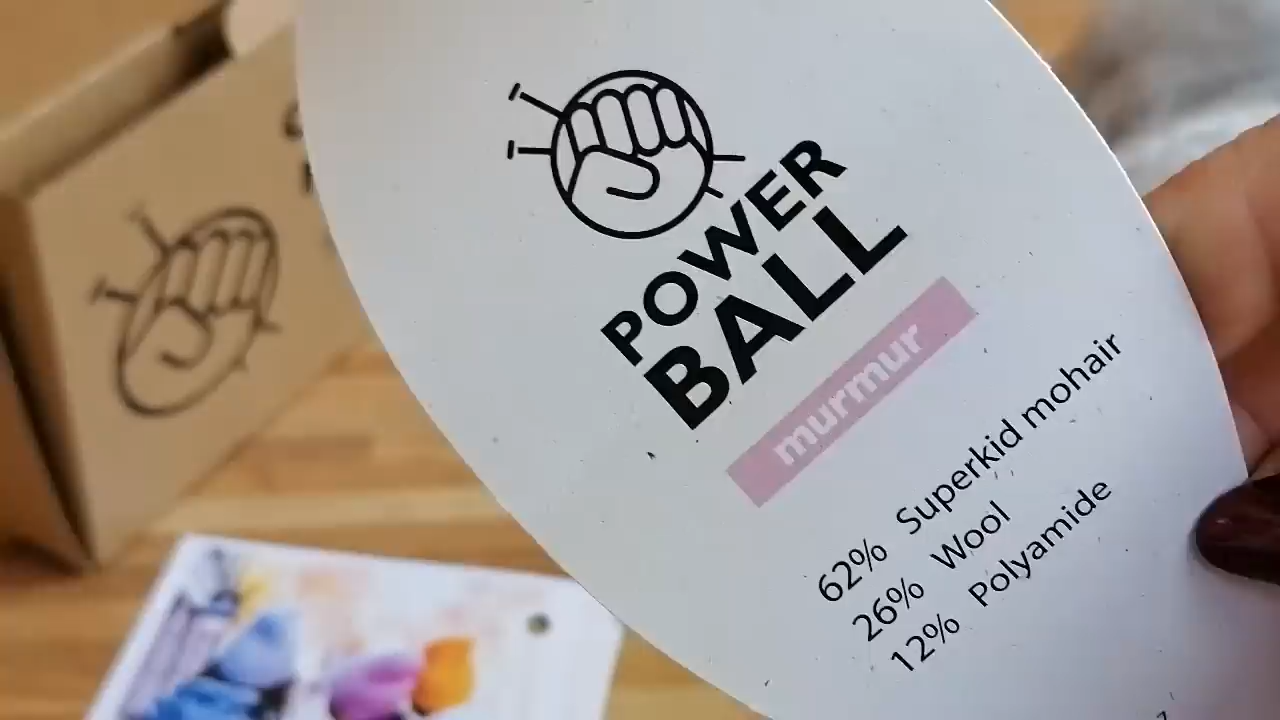 POWER
BALL
murmur
62% Superkid mohair
26% Wool
12% Polyamide